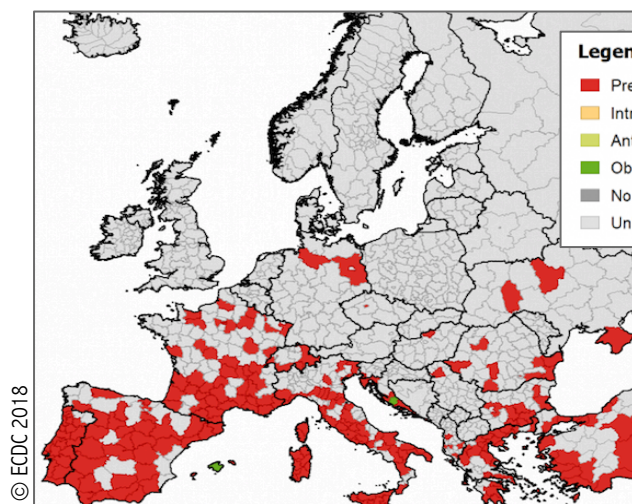 Legen
Pre
Intr
Ant
Ob
No
Un
© ECDC 2018